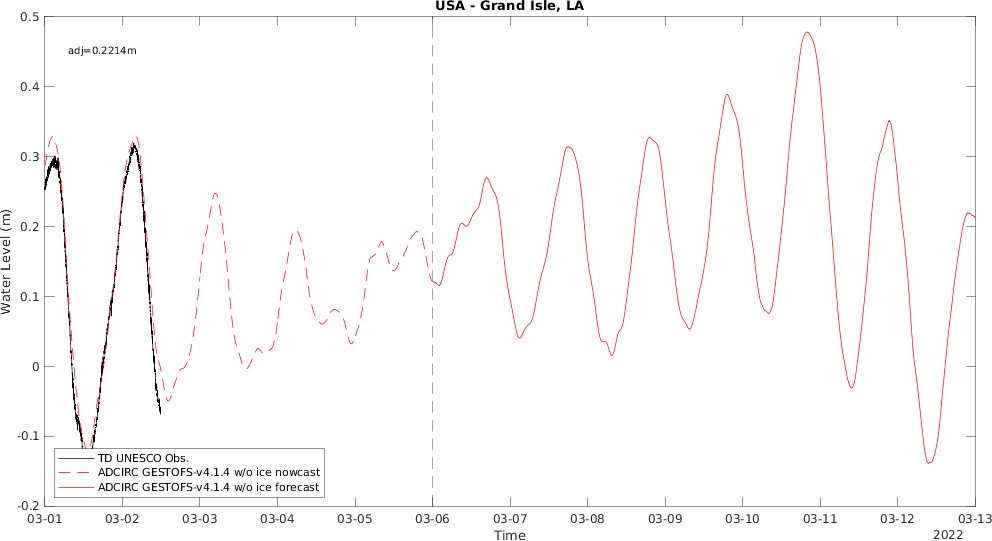 USA - Grand Isle, LA
adj=0.2214m
0.5
0.4
0.3
0.2
0.1
0
-0.1
-0.2
Water Level (m)
TD UNESCO Obs.
ADCIRC GESTOFS-v4.1.4 w/o ice nowcast
ADCIRC GESTOFS-v4.1.4 w/o ice forecast
03-01 03-02 03-03 03-04 03-05 03-06 03-07 03-08 03-09 03-10 03-11 03-12 03-13
Time
2022